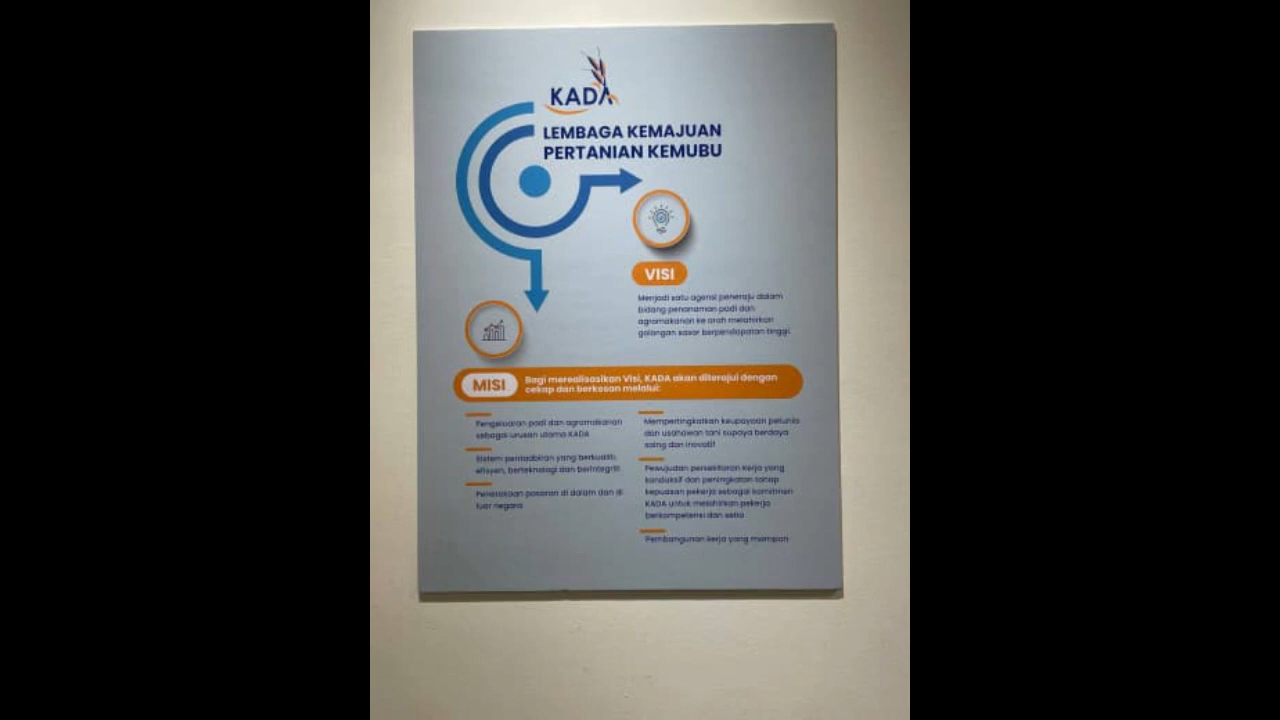 KADA
LEMBAGA KEMAJUAN
PERTANIAN KEMUBU
VISI
Menjadi satu agensi peneraju dalam
bidang penanaman padi dan
agromakanan ke arah melahirkan
golongan sasar berpendapatan tinggi.
MISI
Bagi merealisasikan Visi, KADA akan diterajui dengan
cekap dan berkesan melalui:
Pengeluaran padi dan agromakanan
sebagai urusan utama KADA
Sistem pentadbiran yang berkualiti,
efisyen, berteknologi dan berintegriti
Penerokaan pasaran di dalam dan di
luar negara
Mempertingkatkan keupayaan petani
dan usahawan tani supaya berdaya
saing dan inovatif
Pewujudan persekitaran kerja yang
kondusif dan peningkatan tahap
kepuasan pekerja sebagai komitmen
KADA untuk melahirkan pekerja
berkompetensi dan setia
Pembangunan kerja yang mampan